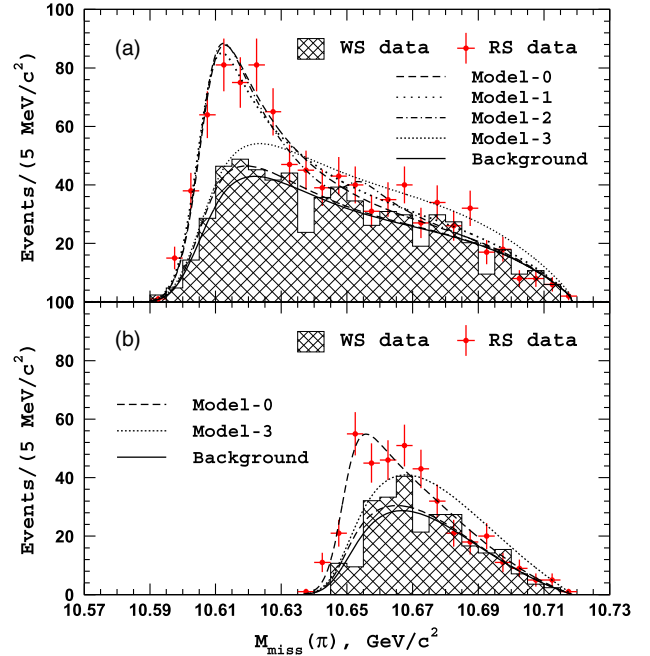 100
(a)
WS data
RS data
80
Model-0
Model-1
60
Model-2
Model-3
Background
40
20
Events/(5 MeV/c²)
100
(b)
WS data
RS data
80
Model-0
60
Model-3
Background
40
20
0
Events/(5 MeV/c²)
10.57 10.59 10.61 10.63 10.65 10.67 10.69 10.71 10.73
M_miss(π), GeV/c²